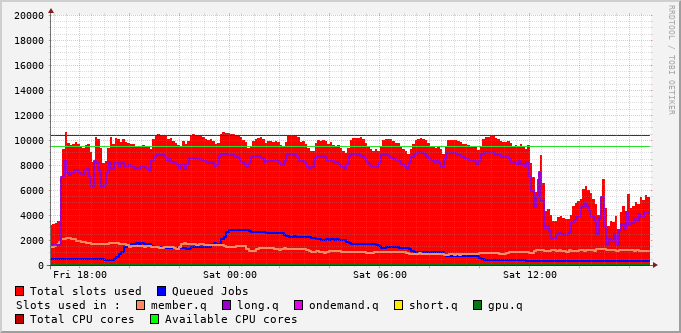 20000
18000
16000
14000
12000
10000
8000
6000
4000
2000
0
Fri 18:00 Sat 00:00 Sat 06:00 Sat 12:00
RRDTOOL / TOBI OETIKER
Total slots used Queued Jobs
Slots used in : member.q long.q ondemand.q short.q gpu.q
Total CPU cores Available CPU cores